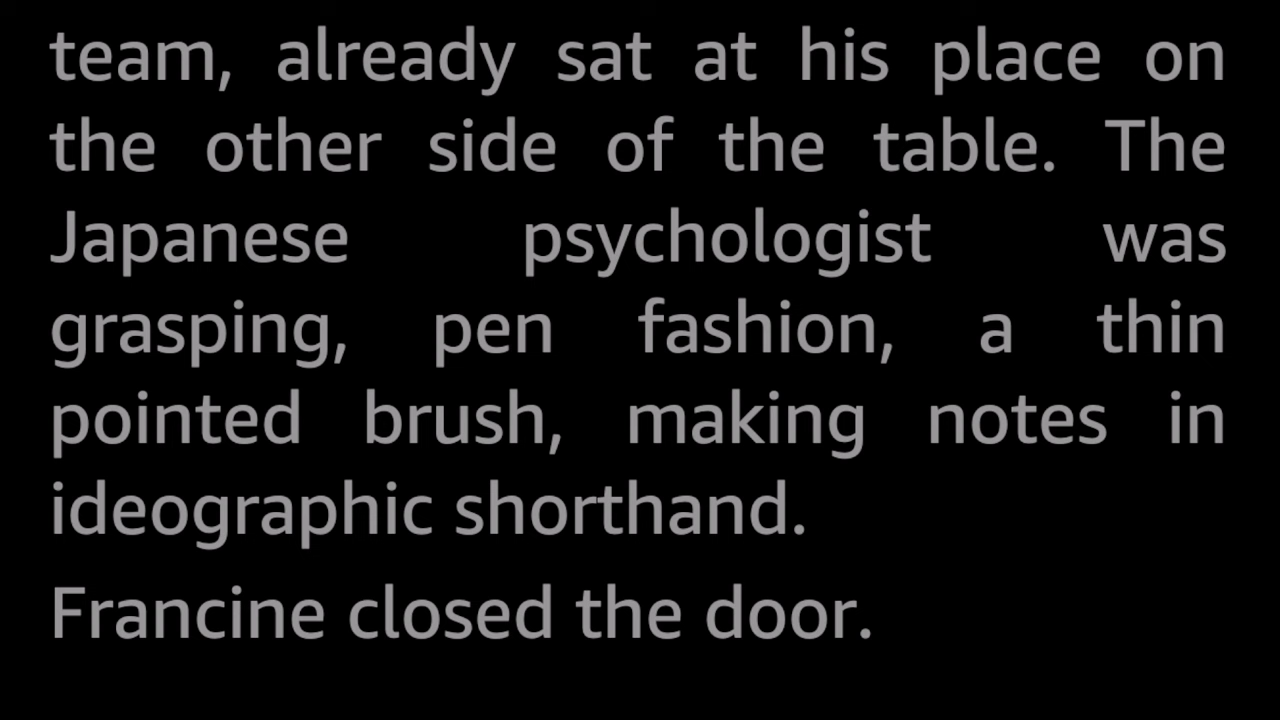 team, already sat at his place on
the other side of the table. The
Japanese psychologist was
grasping, pen fashion, a thin
pointed brush, making notes in
ideographic shorthand.
Francine closed the door.